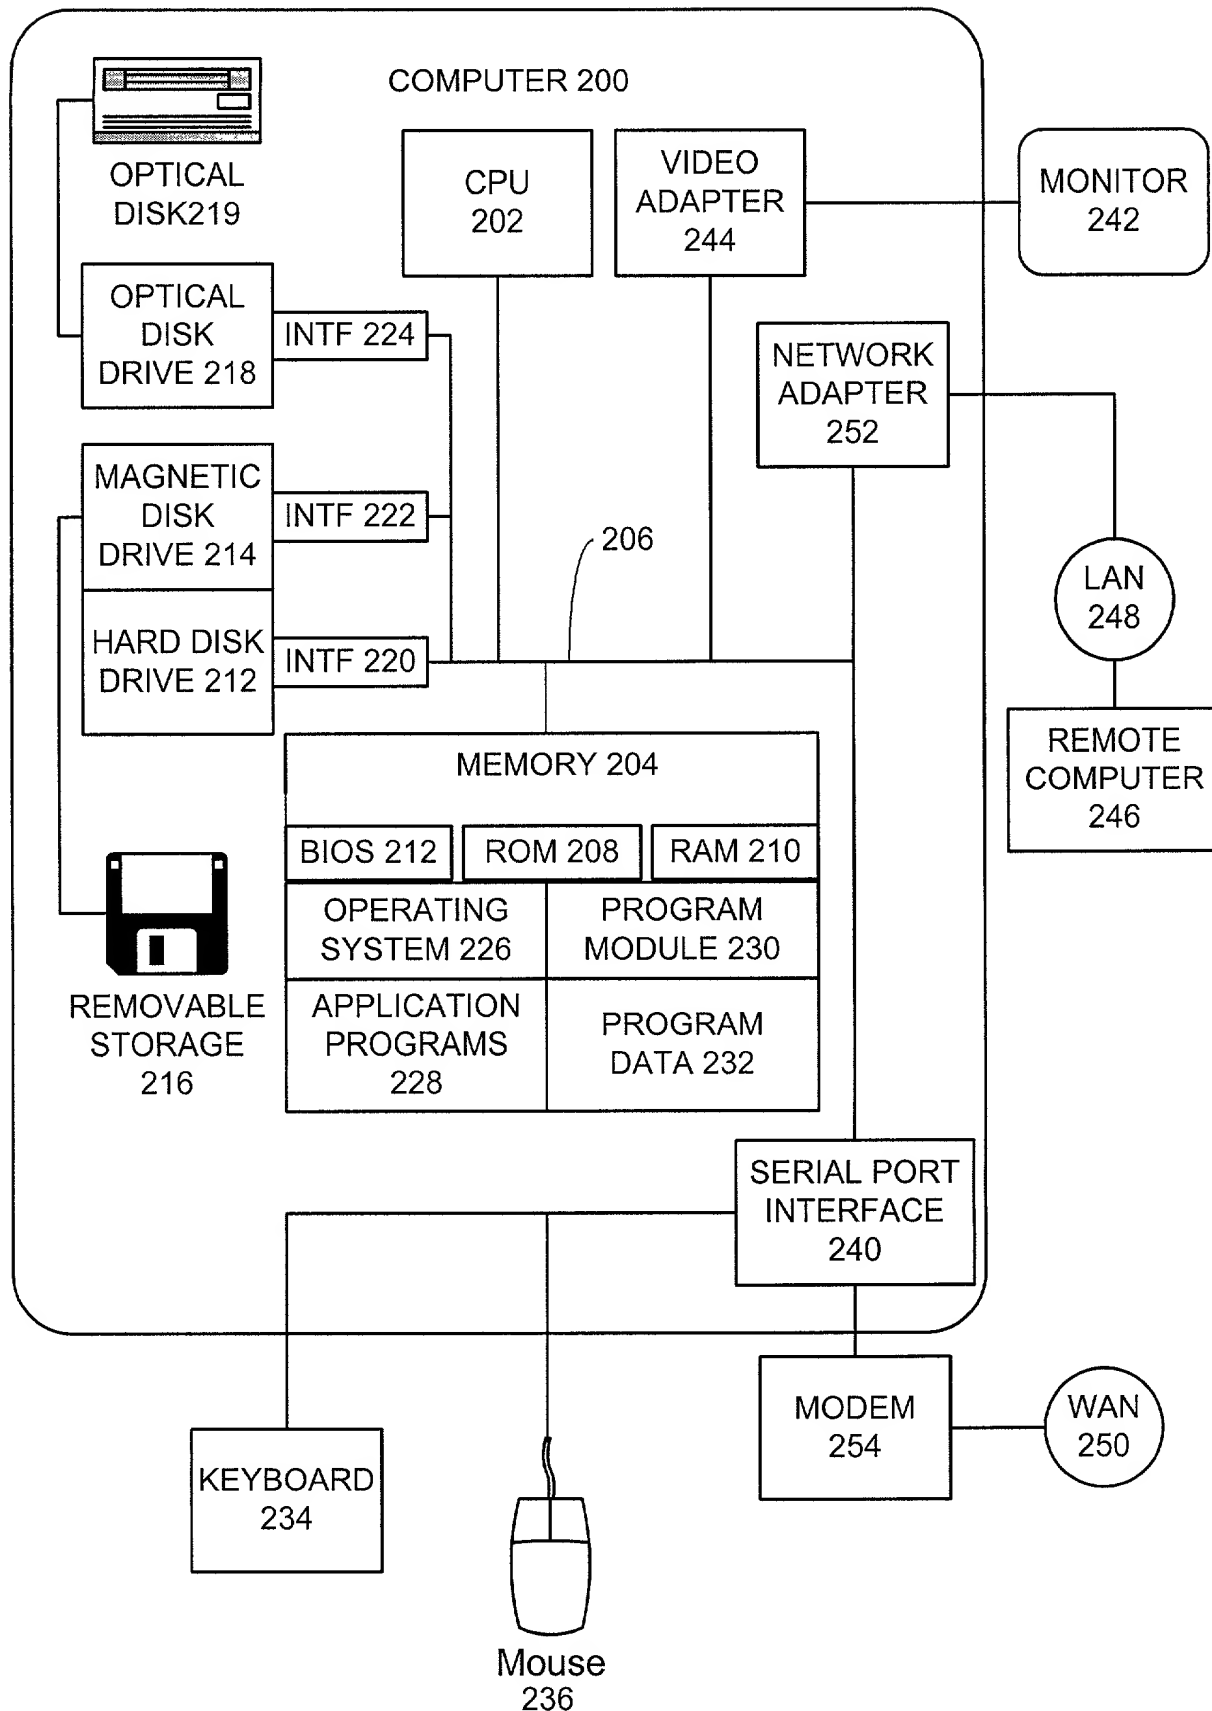 COMPUTER 200
OPTICAL
DISK219
CPU
202
VIDEO
ADAPTER
244
MONITOR
242
OPTICAL
DISK
DRIVE 218
INTF 224
NETWORK
ADAPTER
252
MAGNETIC
DISK
DRIVE 214
INTF 222
206
LAN
248
HARD DISK
DRIVE 212
INTF 220
REMOTE
COMPUTER
246
MEMORY 204
BIOS 212
ROM 208
RAM 210
OPERATING
SYSTEM 226
PROGRAM
MODULE 230
REMOVABLE
STORAGE
216
APPLICATION
PROGRAMS
228
PROGRAM
DATA 232
SERIAL PORT
INTERFACE
240
MODEM
254
WAN
250
KEYBOARD
234
Mouse
236